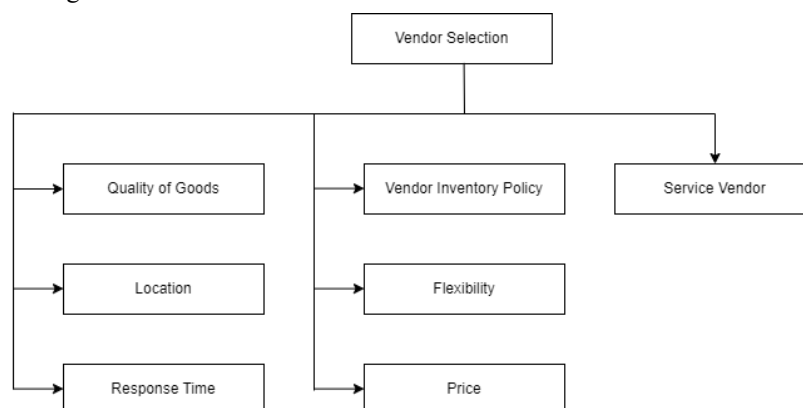 Vendor Selection
Quality of Goods
Vendor Inventory Policy
Service Vendor
Location
Flexibility
Response Time
Price